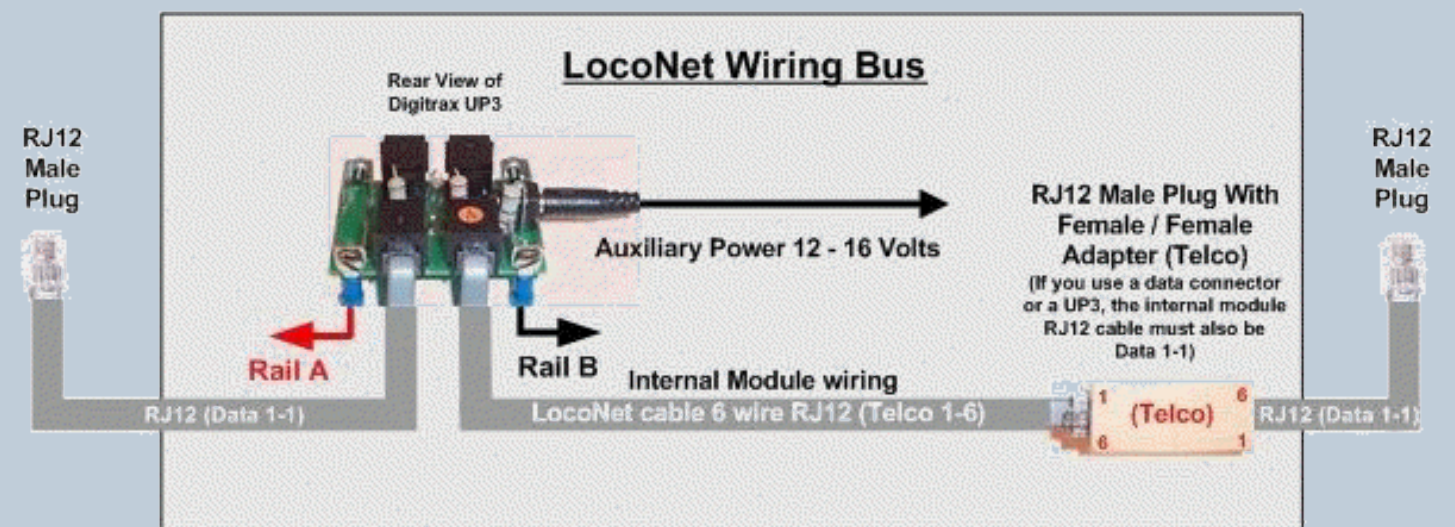 LocoNet Wiring Bus
Rear View of
Digitrax UP3
RJ12
Male
Plug
RJ12
Male
Plug
RJ12 Male Plug With
Female / Female
Adapter (Telco)
(If you use a data connector
or a UP3, the internal module
RJ12 cable must also be
Data 1-1)
Auxiliary Power 12 - 16 Volts
Rail A
Rail B
Internal Module wiring
RJ12 (Data 1-1)
LocoNet cable 6 wire RJ12 (Telco 1-6)
1 6
(Telco)
6 1
RJ12 (Data 1-1)